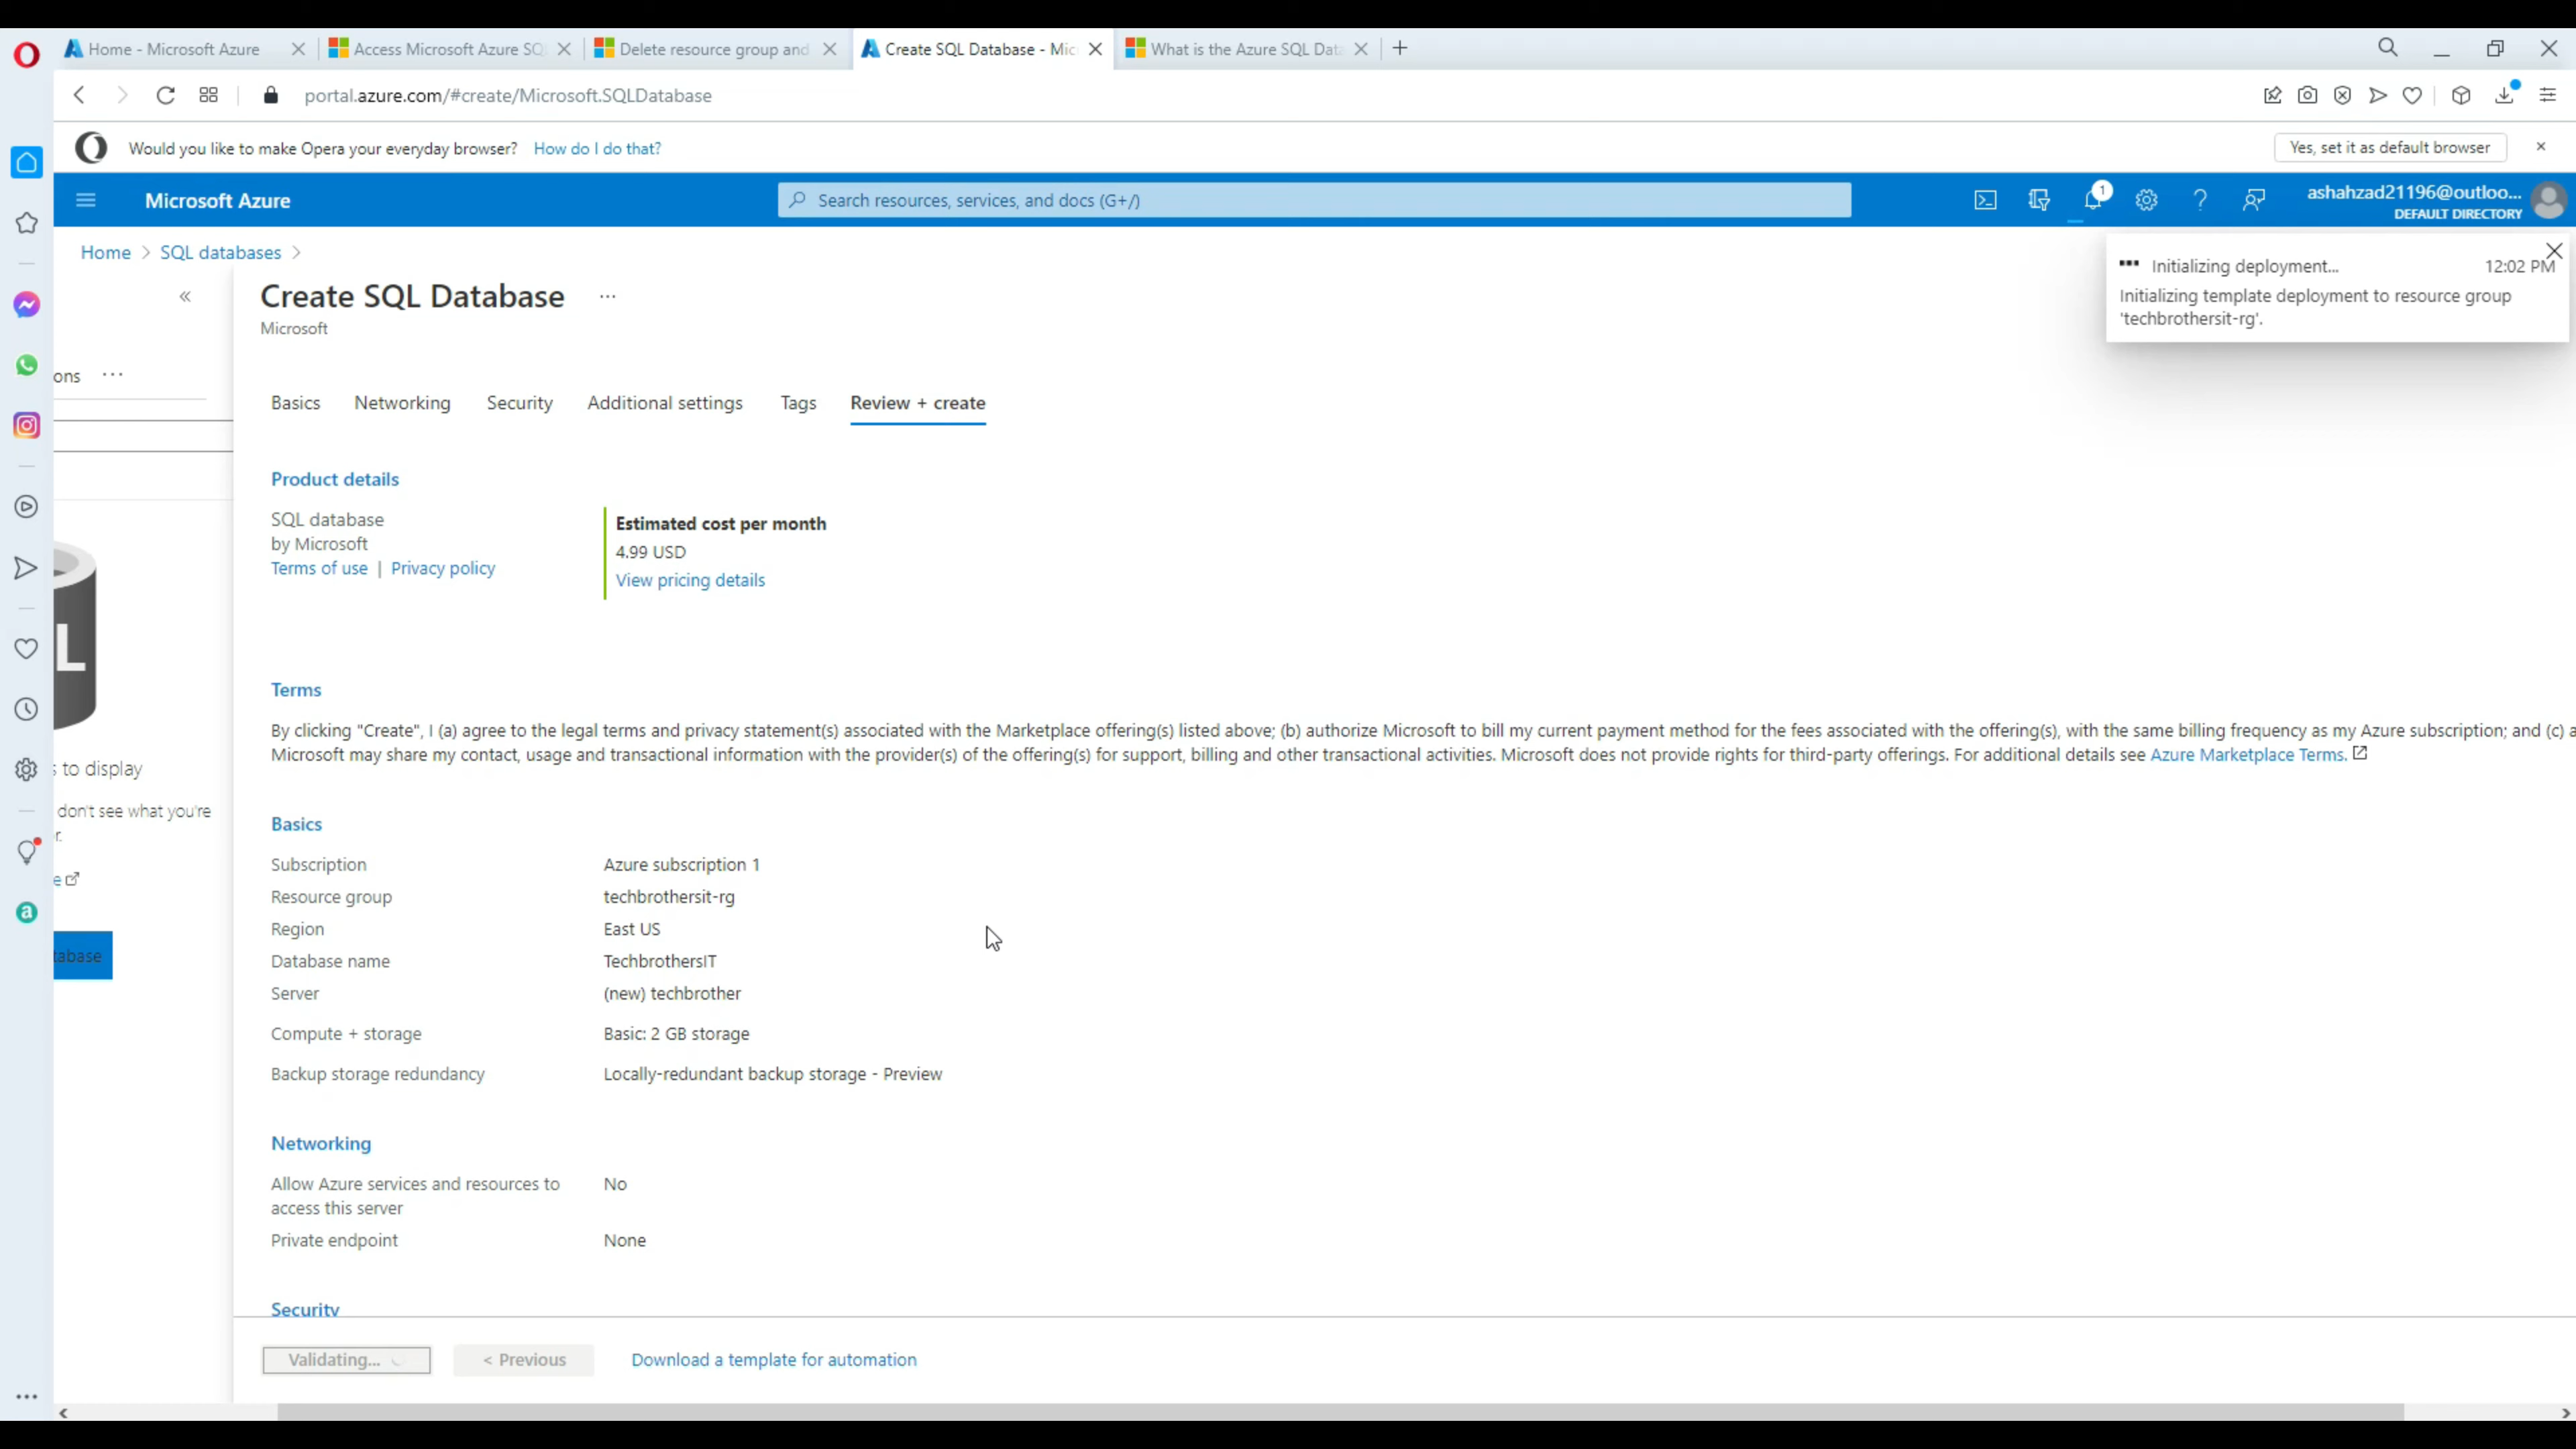 Home - Microsoft Azure
Access Microsoft Azure SQ
Delete resource group and
Create SQL Database - Mic
What is the Azure SQL Dat
portal.azure.com/#create/Microsoft.SQLDatabase
Would you like to make Opera your everyday browser? How do I do that?
Yes, set it as default browser
Microsoft Azure
Search resources, services, and docs (G+/)
1
ashahzad21196@outloo...
DEFAULT DIRECTORY
Home > SQL databases >
Initializing deployment... 12:02 PM
Initializing template deployment to resource group
'techbrothersit-rg'.
Create SQL Database ...
Microsoft
ons ...
Basics Networking Security Additional settings Tags Review + create
Product details
SQL database
by Microsoft
Terms of use | Privacy policy
Estimated cost per month
4.99 USD
View pricing details
L
Terms
By clicking "Create", I (a) agree to the legal terms and privacy statement(s) associated with the Marketplace offering(s) listed above; (b) authorize Microsoft to bill my current payment method for the fees associated with the offering(s), with the same billing frequency as my Azure subscription; and (c) a
Microsoft may share my contact, usage and transactional information with the provider(s) of the offering(s) for support, billing and other transactional activities. Microsoft does not provide rights for third-party offerings. For additional details see Azure Marketplace Terms.
s to display
don't see what you're
r.
e
abase
Basics
Subscription Azure subscription 1
Resource group techbrothersit-rg
Region East US
Database name TechbrothersIT
Server (new) techbrother
Compute + storage Basic: 2 GB storage
Backup storage redundancy Locally-redundant backup storage - Preview
Networking
Allow Azure services and resources to No
access this server
Private endpoint None
Security
Validating... < Previous Download a template for automation